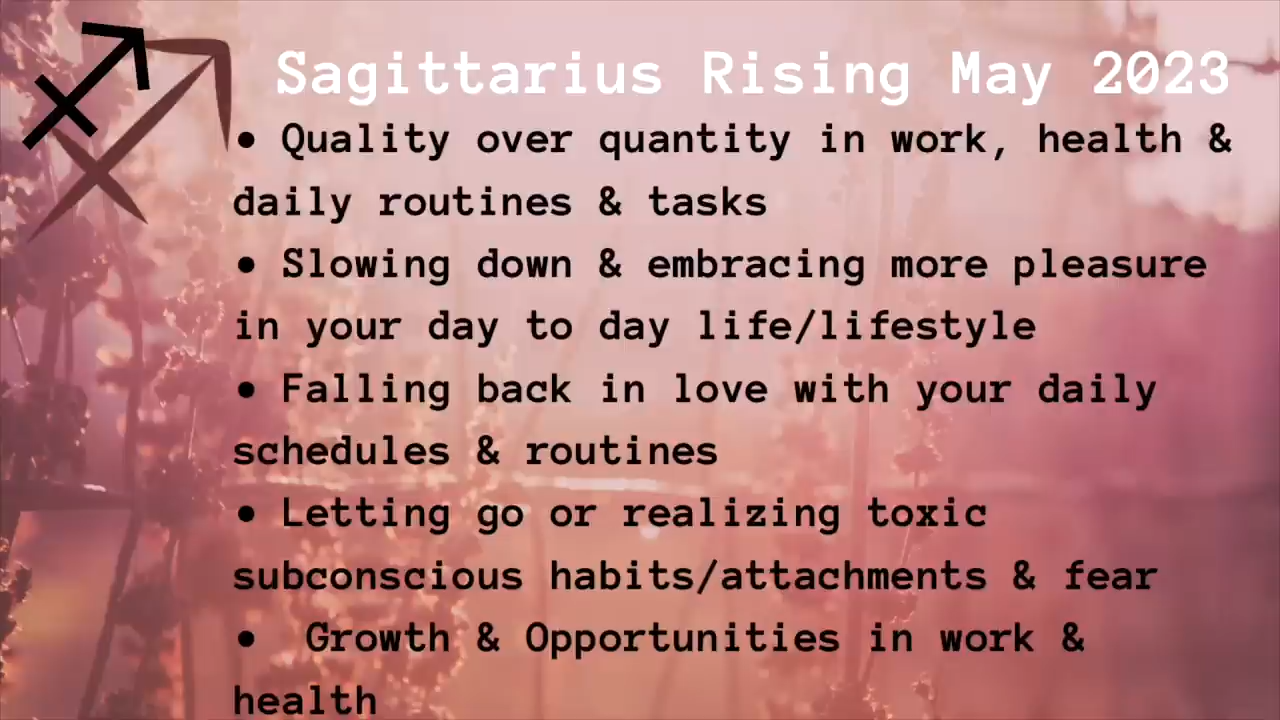 Sagittarius Rising May 2023
• Quality over quantity in work, health &
daily routines & tasks
• Slowing down & embracing more pleasure
in your day to day life/lifestyle
• Falling back in love with your daily
schedules & routines
• Letting go or realizing toxic
subconscious habits/attachments & fear
• Growth & Opportunities in work &
health